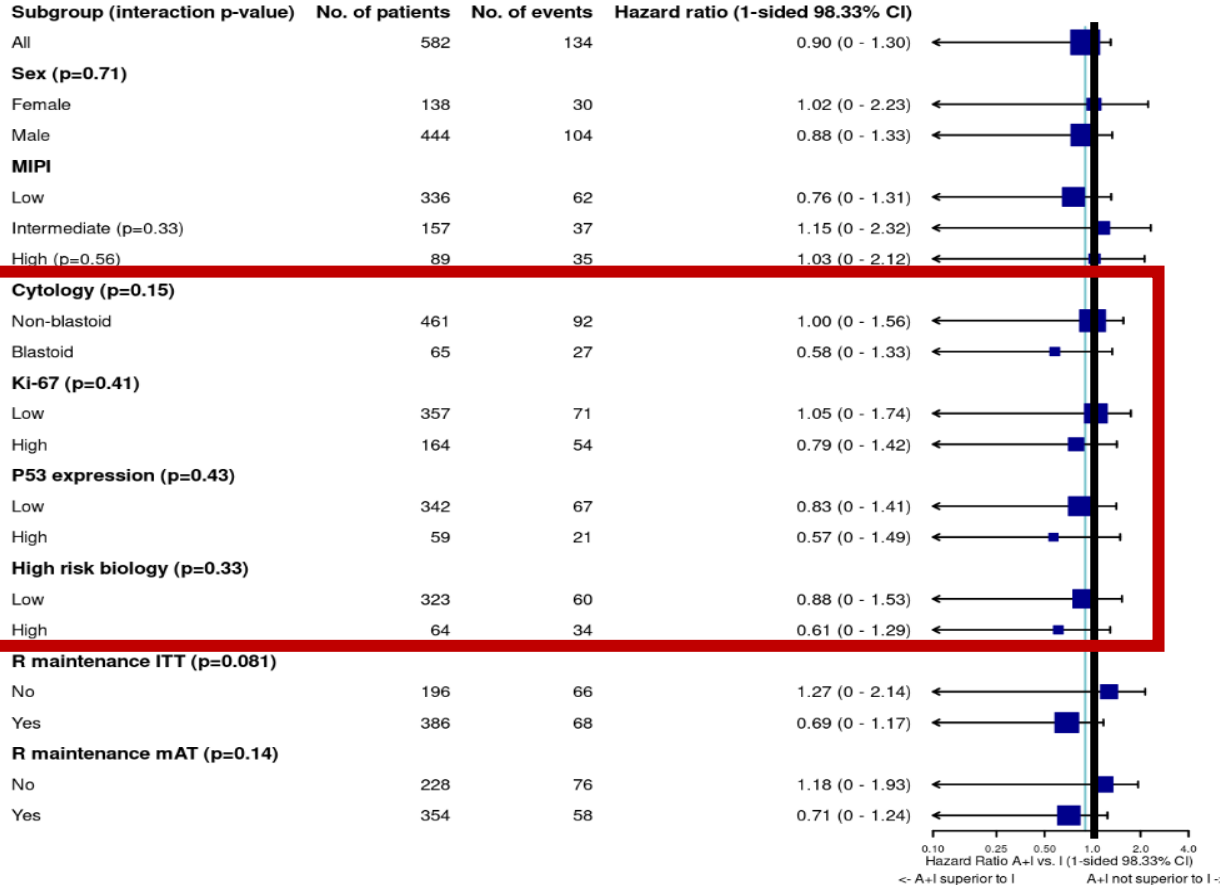 Subgroup (interaction p-value) No. of patients No. of events Hazard ratio (1-sided 98.33% CI)
All 582 134 0.90 (0 - 1.30)
Sex (p=0.71)
Female 138 30 1.02 (0 - 2.23)
Male 444 104 0.88 (0 - 1.33)
MIPI
Low 336 62 0.76 (0 - 1.31)
Intermediate (p=0.33) 157 37 1.15 (0 - 2.32)
High (p=0.56) 89 35 1.03 (0 - 2.12)
Cytology (p=0.15)
Non-blastoid 461 92 1.00 (0 - 1.56)
Blastoid 65 27 0.58 (0 - 1.33)
Ki-67 (p=0.41)
Low 357 71 1.05 (0 - 1.74)
High 164 54 0.79 (0 - 1.42)
P53 expression (p=0.43)
Low 342 67 0.83 (0 - 1.41)
High 59 21 0.57 (0 - 1.49)
High risk biology (p=0.33)
Low 323 60 0.88 (0 - 1.53)
High 64 34 0.61 (0 - 1.29)
R maintenance ITT (p=0.081)
No 196 66 1.27 (0 - 2.14)
Yes 386 68 0.69 (0 - 1.17)
R maintenance mAT (p=0.14)
No 228 76 1.18 (0 - 1.93)
Yes 354 58 0.71 (0 - 1.24)
0.10 0.25 0.50 1.0 2.0 4.0
Hazard Ratio A+I vs. I (1-sided 98.33% CI)
<- A+I superior to I A+I not superior to I -